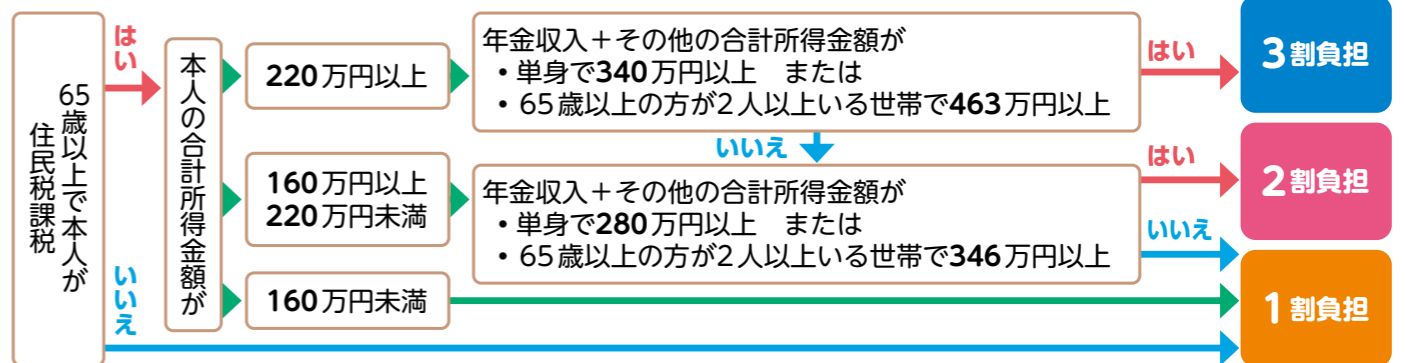 65歳以上で本人が
住民税課税
はい
いいえ
本人の合計所得金額が
220万円以上
年金収入＋その他の合計所得金額が
・単身で340万円以上　または
・65歳以上の方が2人以上いる世帯で463万円以上
はい
3割負担
いいえ
160万円以上
220万円未満
年金収入＋その他の合計所得金額が
・単身で280万円以上　または
・65歳以上の方が2人以上いる世帯で346万円以上
はい
2割負担
いいえ
160万円未満
1割負担